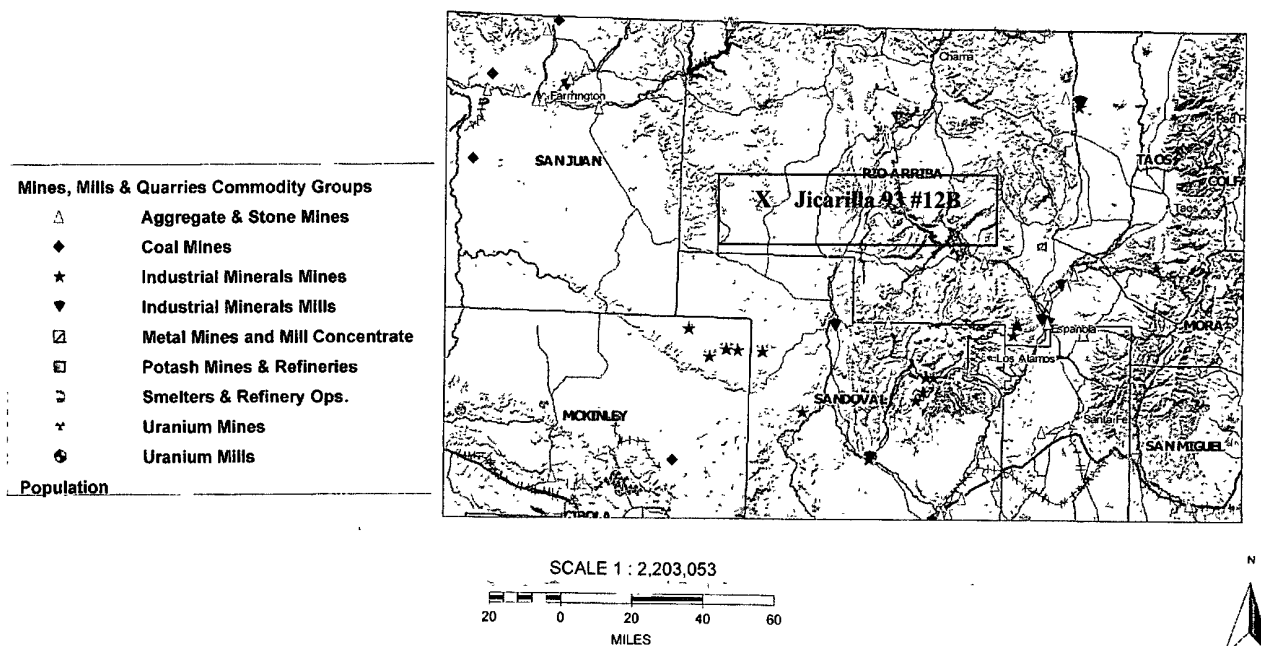 Mines, Mills & Quarries Commodity Groups
Aggregate & Stone Mines
Coal Mines
Industrial Minerals Mines
Industrial Minerals Mills
Metal Mines and Mill Concentrate
Potash Mines & Refineries
Smelters & Refinery Ops.
Uranium Mines
Uranium Mills
Population
Chama
Farmington
SAN JUAN
RIO ARRIBA
TAOS
COLF
Red R
X Jicarilla 93 #12B
Taos
Espanola
MORA
Los Alamos
SANDOVAL
MCKINLEY
Santa Fe
SAN MIGUEL
CIBOLA
SCALE 1 : 2,203,053
20 0 20 40 60
MILES
N